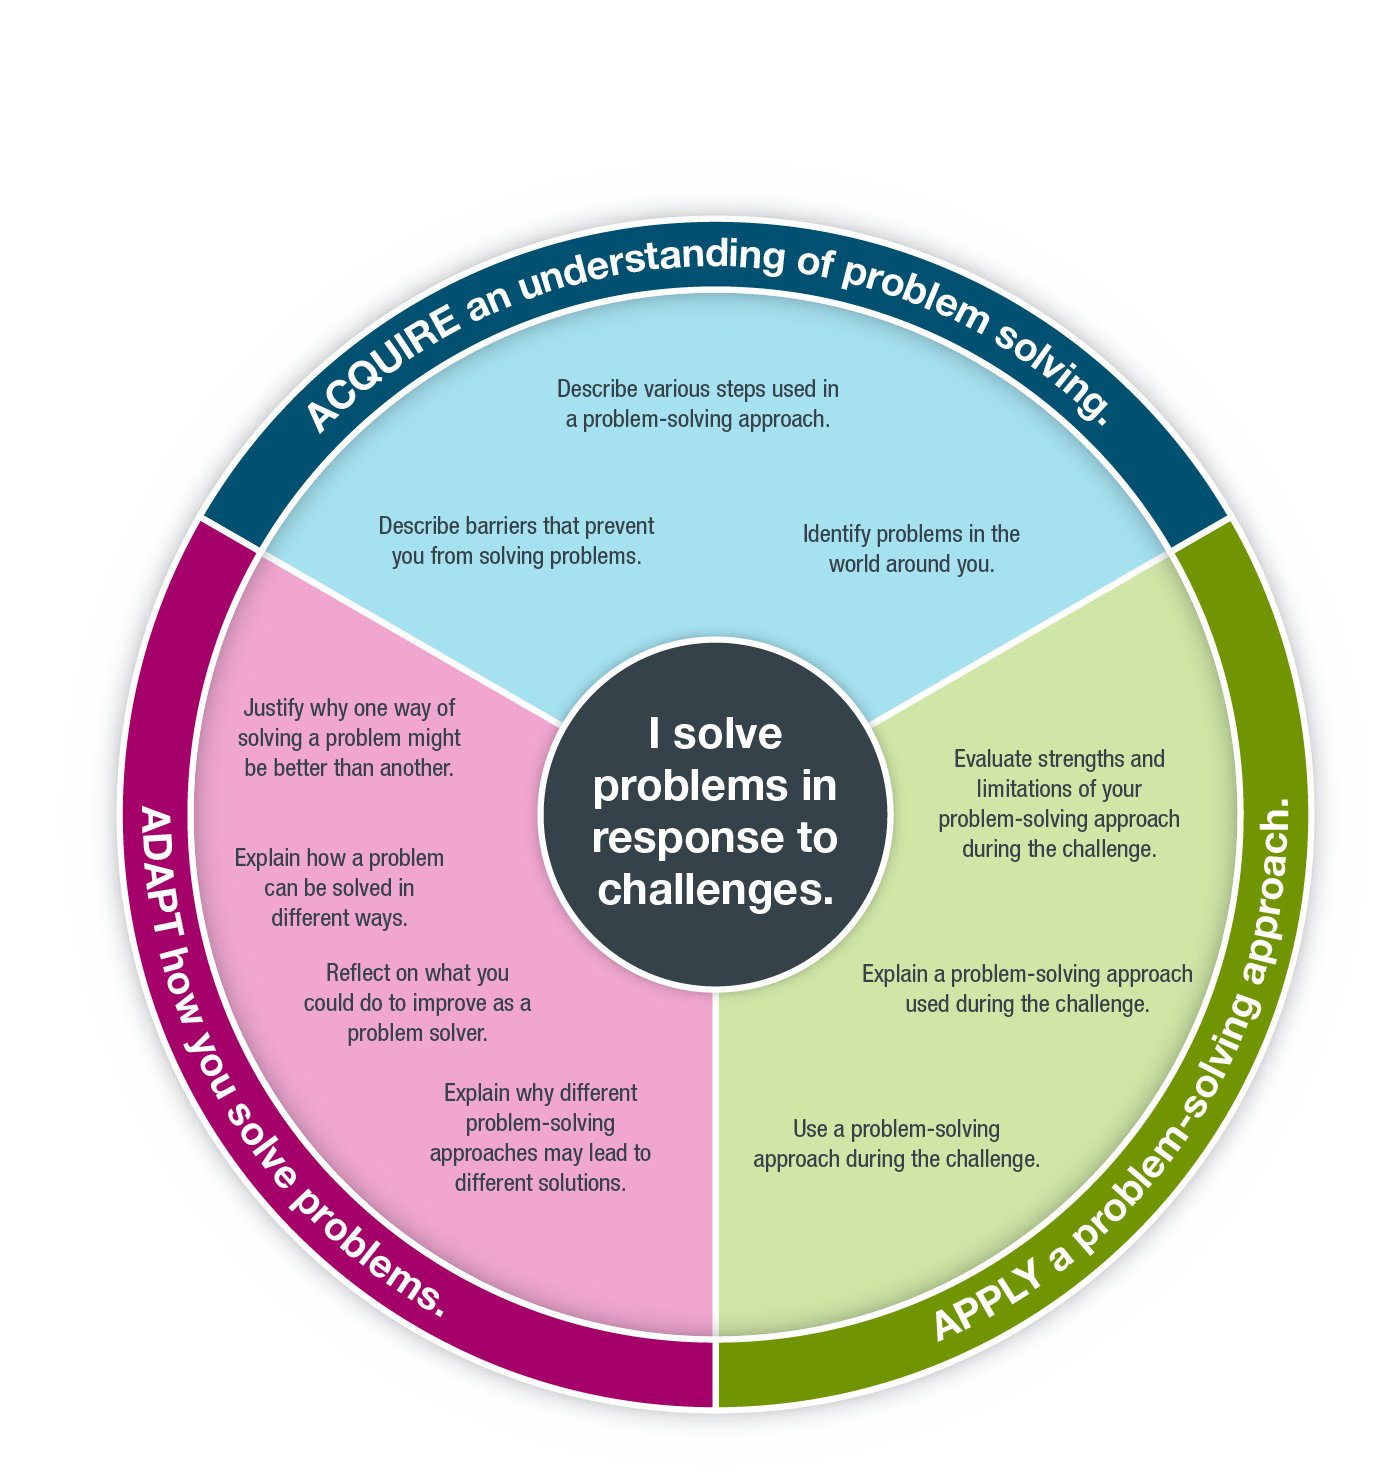 ACQUIRE an understanding of problem solving.
Describe various steps used in
a problem-solving approach.
Describe barriers that prevent
you from solving problems.
Identify problems in the
world around you.
I solve
problems in
response to
challenges.
APPLY a problem-solving approach.
Evaluate strengths and
limitations of your
problem-solving approach
during the challenge.
Explain a problem-solving approach
used during the challenge.
Use a problem-solving
approach during the challenge.
ADAPT how you solve problems.
Justify why one way of
solving a problem might
be better than another.
Explain how a problem
can be solved in
different ways.
Reflect on what you
could do to improve as a
problem solver.
Explain why different
problem-solving
approaches may lead to
different solutions.